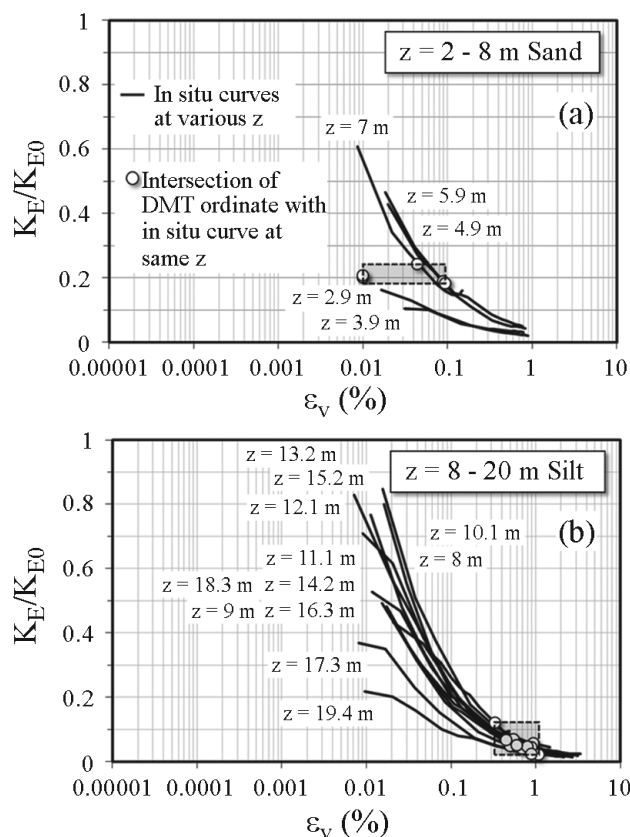 1
z = 2 - 8 m Sand
In situ curves
at various z
(a)
0.8
z = 7 m
0.6
Intersection of
DMT ordinate with
in situ curve at
same z
z = 5.9 m
z = 4.9 m
0.4
0.2
z = 2.9 m
z = 3.9 m
0
K_E/K_E0
0.00001 0.0001 0.001 0.01 0.1 1 10
ε_v (%)
1
z = 13.2 m
z = 8 - 20 m Silt
z = 15.2 m
z = 12.1 m
0.8
z = 10.1 m
(b)
z = 8 m
z = 11.1 m
0.6
z = 18.3 m z = 14.2 m
z = 9 m z = 16.3 m
0.4
z = 17.3 m
0.2
z = 19.4 m
0
K_E/K_E0
0.00001 0.0001 0.001 0.01 0.1 1 10
ε_v (%)